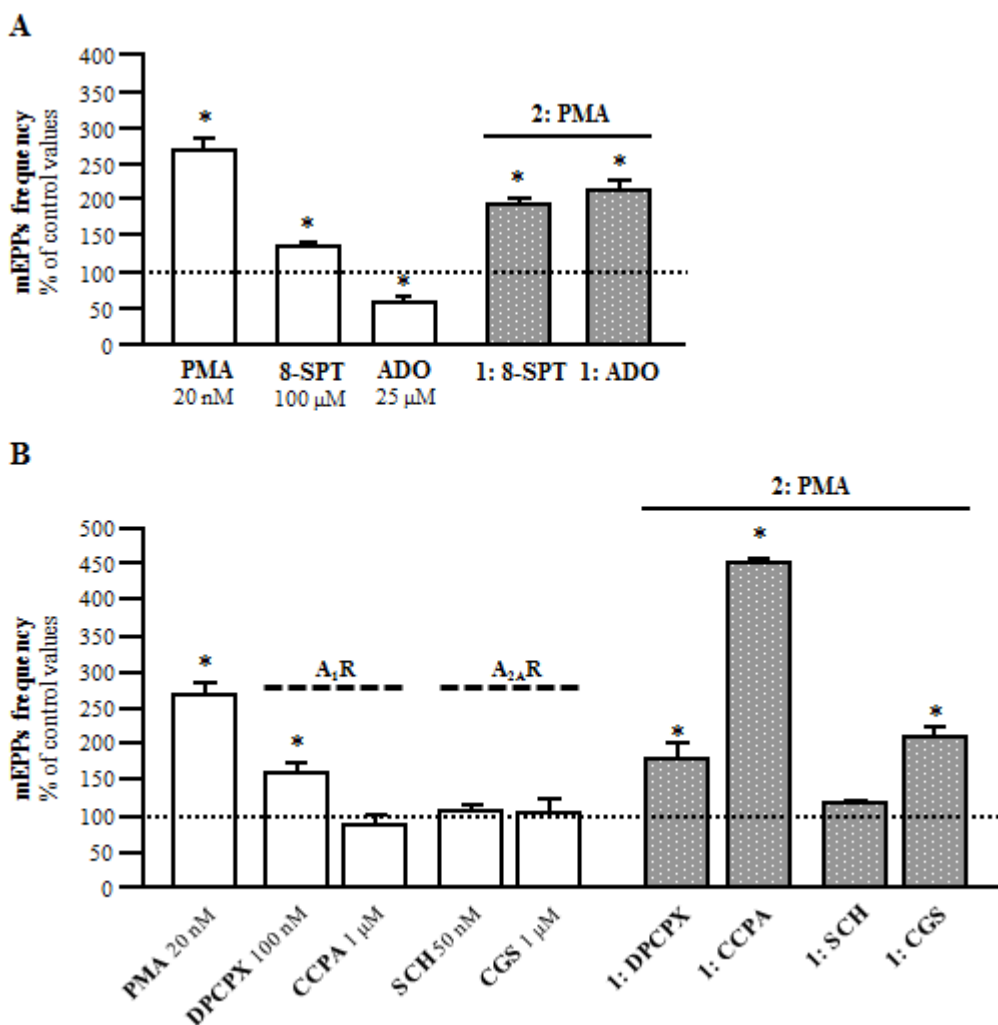 A
mEPPs frequency
% of control values
400
350
300
250
200
150
100
50
0
*
*
*
2: PMA
*
*
PMA
20 nM
8-SPT
100 µM
ADO
25 µM
1: 8-SPT
1: ADO
B
mEPPs frequency
% of control values
500
450
400
350
300
250
200
150
100
50
0
*
*
A₁R
A₂ₐR
2: PMA
*
*
*
PMA 20 nM
DPCPX 100 nM
CCPA 1 µM
SCH 50 nM
CGS 1 µM
1: DPCPX
1: CCPA
1: SCH
1: CGS